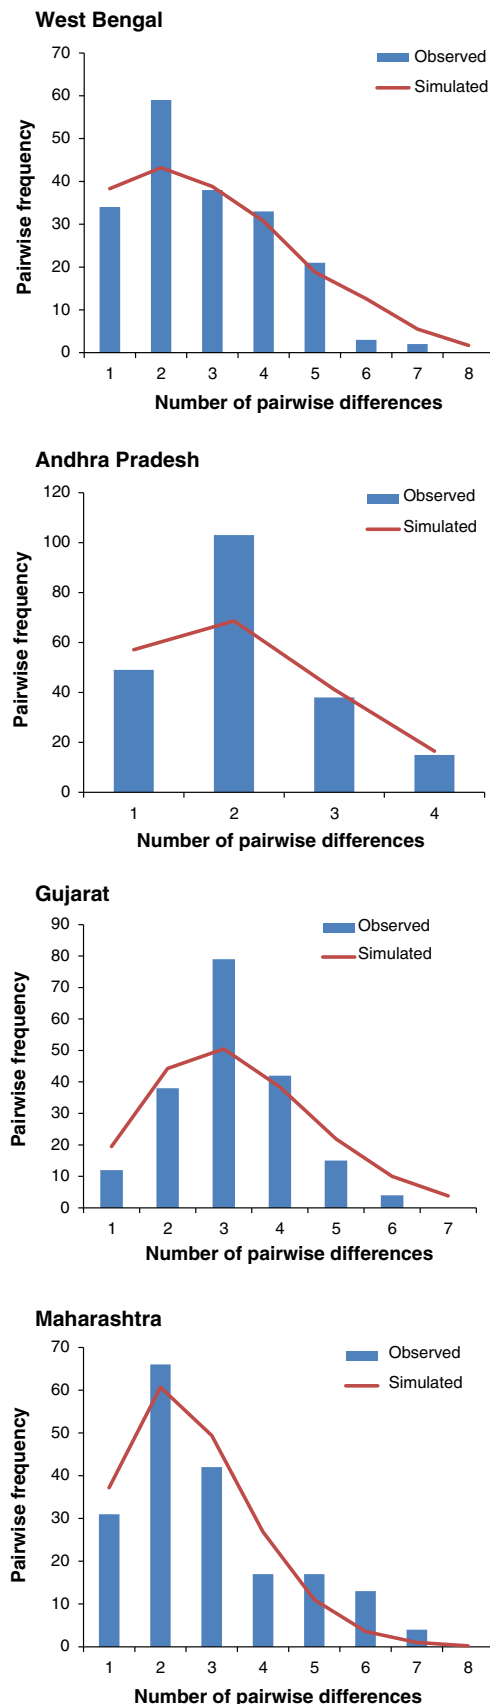 West Bengal
70
60
50
40
30
20
10
0
Pairwise frequency
Observed
Simulated
1 2 3 4 5 6 7 8
Number of pairwise differences
Andhra Pradesh
120
100
80
60
40
20
0
Pairwise frequency
Observed
Simulated
1 2 3 4
Number of pairwise differences
Gujarat
90
80
70
60
50
40
30
20
10
0
Pairwise frequency
Observed
Simulated
1 2 3 4 5 6 7
Number of pairwise differences
Maharashtra
70
60
50
40
30
20
10
0
Pairwise frequency
Observed
Simulated
1 2 3 4 5 6 7 8
Number of pairwise differences